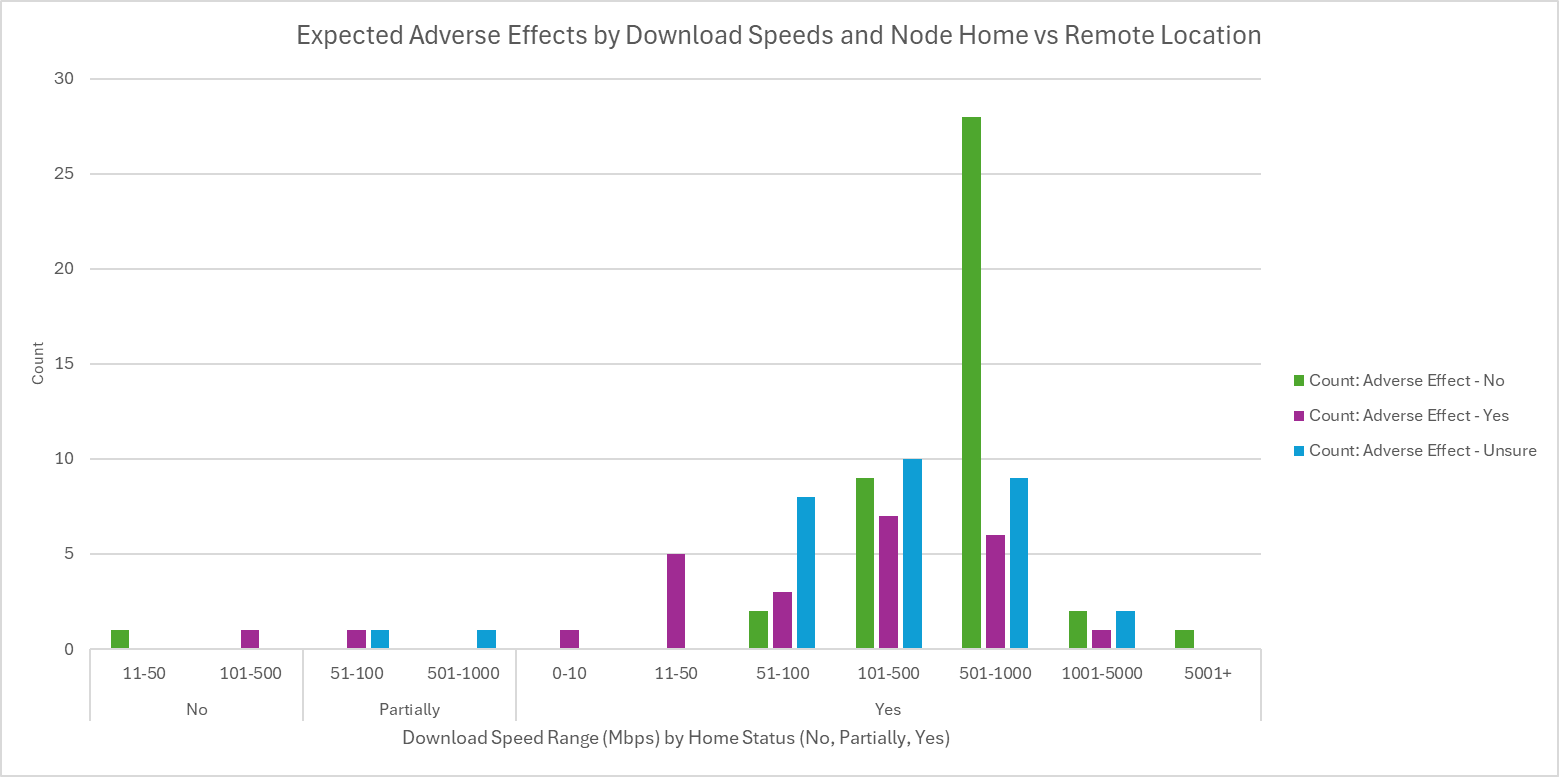 Expected Adverse Effects by Download Speeds and Node Home vs Remote Location
30
25
20
15
10
5
0
Count
11-50 101-500 51-100 501-1000 0-10 11-50 51-100 101-500 501-1000 1001-5000 5001+
No Partially Yes
Download Speed Range (Mbps) by Home Status (No, Partially, Yes)
Count: Adverse Effect - No
Count: Adverse Effect - Yes
Count: Adverse Effect - Unsure